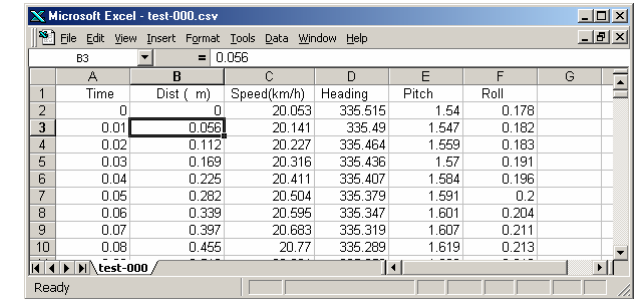 Microsoft Excel - test-000.csv
File Edit View Insert Format Tools Data Window Help
B3 = 0.056
A B C D E F G
1 Time Dist ( m) Speed(km/h) Heading Pitch Roll
2 0 0 20.053 335.515 1.54 0.178
3 0.01 0.056 20.141 335.49 1.547 0.182
4 0.02 0.112 20.227 335.464 1.559 0.183
5 0.03 0.169 20.316 335.436 1.57 0.191
6 0.04 0.225 20.411 335.407 1.584 0.196
7 0.05 0.282 20.504 335.379 1.591 0.2
8 0.06 0.339 20.595 335.347 1.601 0.204
9 0.07 0.397 20.683 335.319 1.607 0.211
10 0.08 0.455 20.77 335.289 1.619 0.213
test-000
Ready